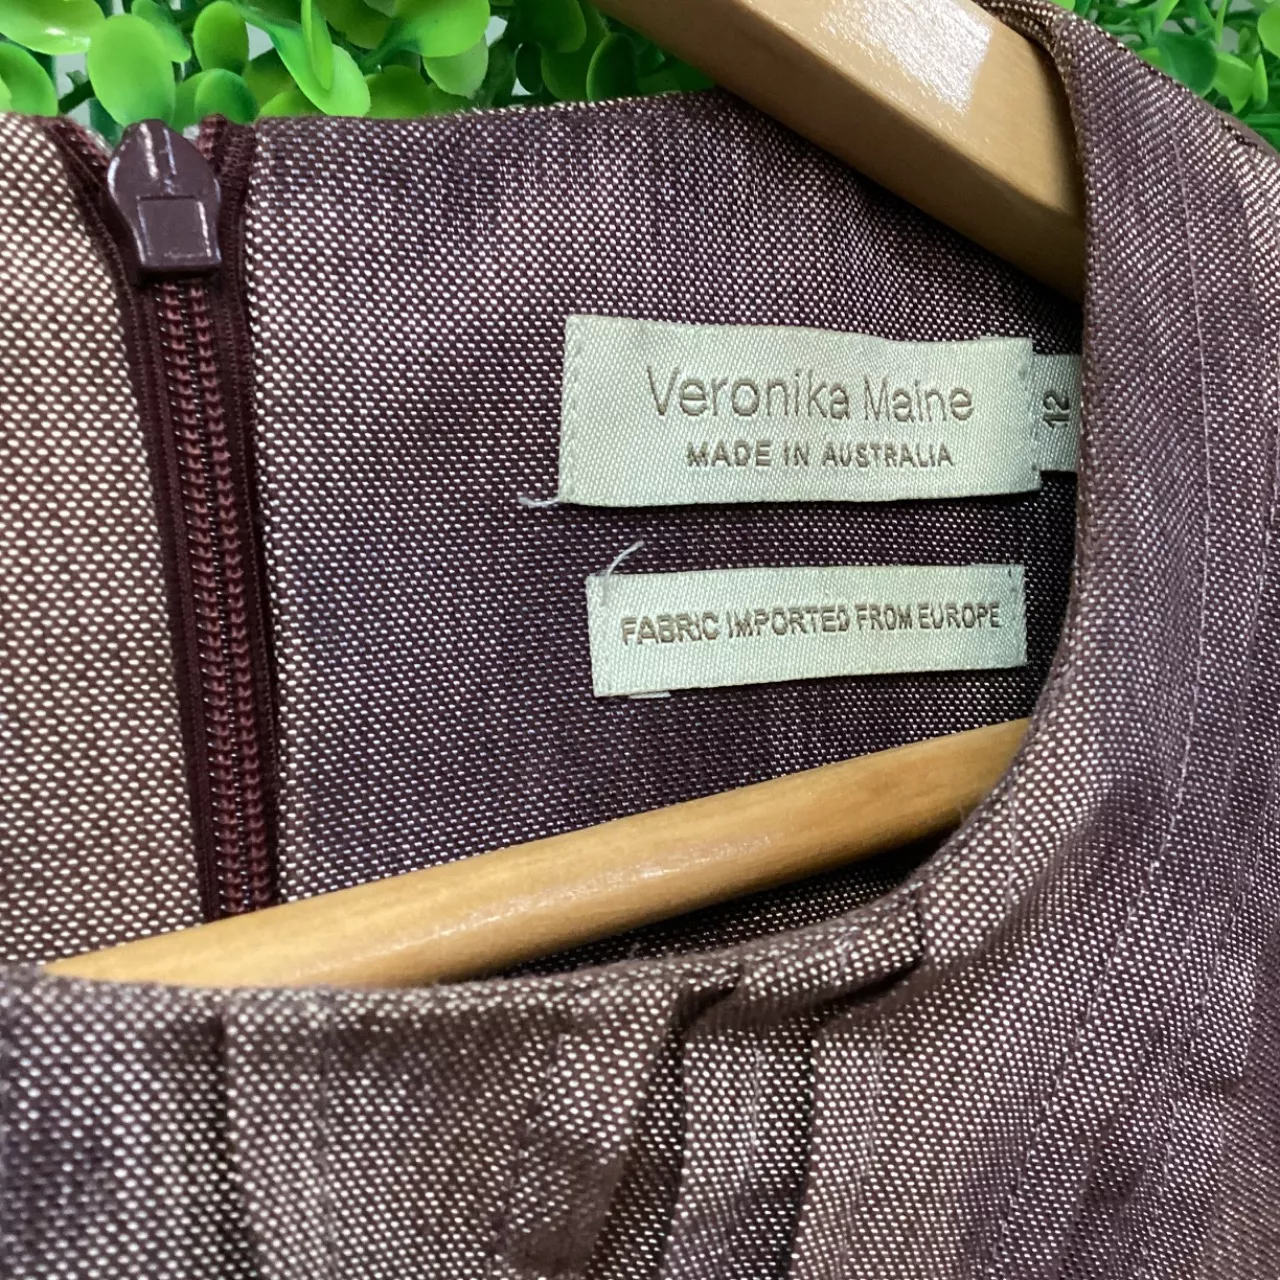 Veronika Maine
MADE IN AUSTRALIA
12
FABRIC IMPORTED FROM EUROPE